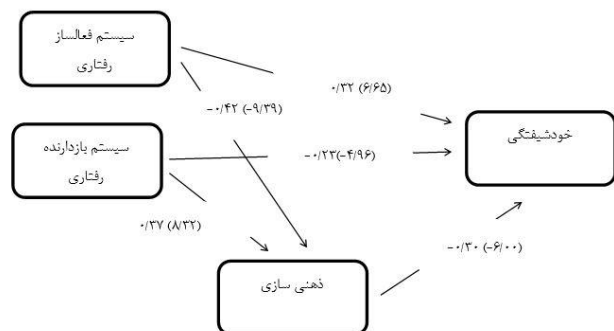 سیستم فعالساز
رفتاری
۰/۳۲ (۶/۶۵)
-۰/۴۲ (-۹/۳۹)
خودشیفتگی
سیستم بازدارنده
رفتاری
-۰/۲۳(-۴/۹۶)
۰/۳۷ (۸/۳۲)
-۰/۳۰ (-۶/۰۰)
ذهنی سازی